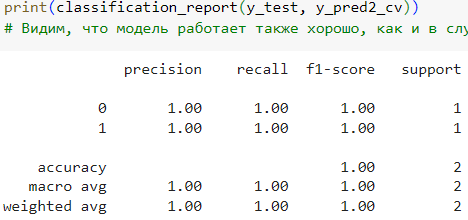 print(classification_report(y_test, y_pred2_cv))
# Видим, что модель работает также хорошо, как и в
precision recall f1-score support
0 1.00 1.00 1.00 1
1 1.00 1.00 1.00 1
accuracy 1.00 2
macro avg 1.00 1.00 1.00 2
weighted avg 1.00 1.00 1.00 2